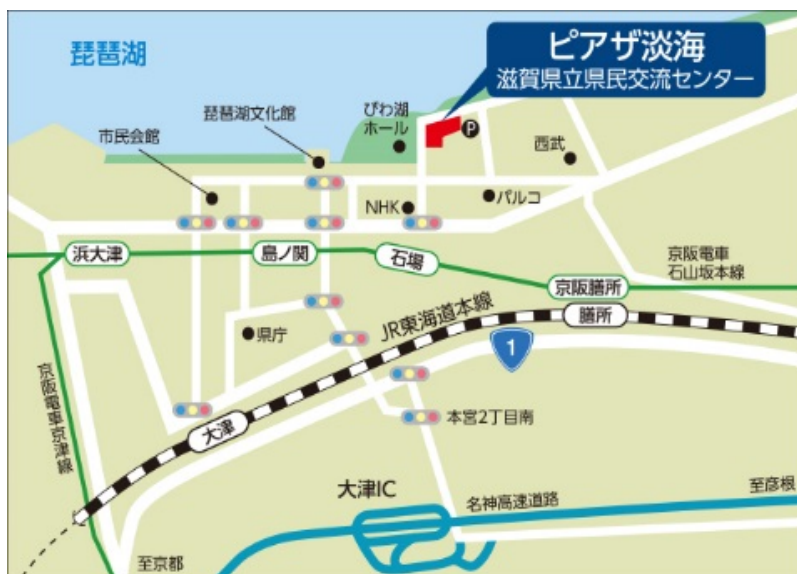 琵琶湖
ピアザ淡海
滋賀県立県民交流センター
琵琶湖文化館
びわ湖
ホール
市民会館
P
西武
NHK
パルコ
浜大津
島ノ関
石場
京阪電車
石山坂本線
京阪膳所
JR東海道本線
膳所
県庁
1
京阪電車京津線
大津
本宮2丁目南
大津IC
名神高速道路
至彦根
至京都